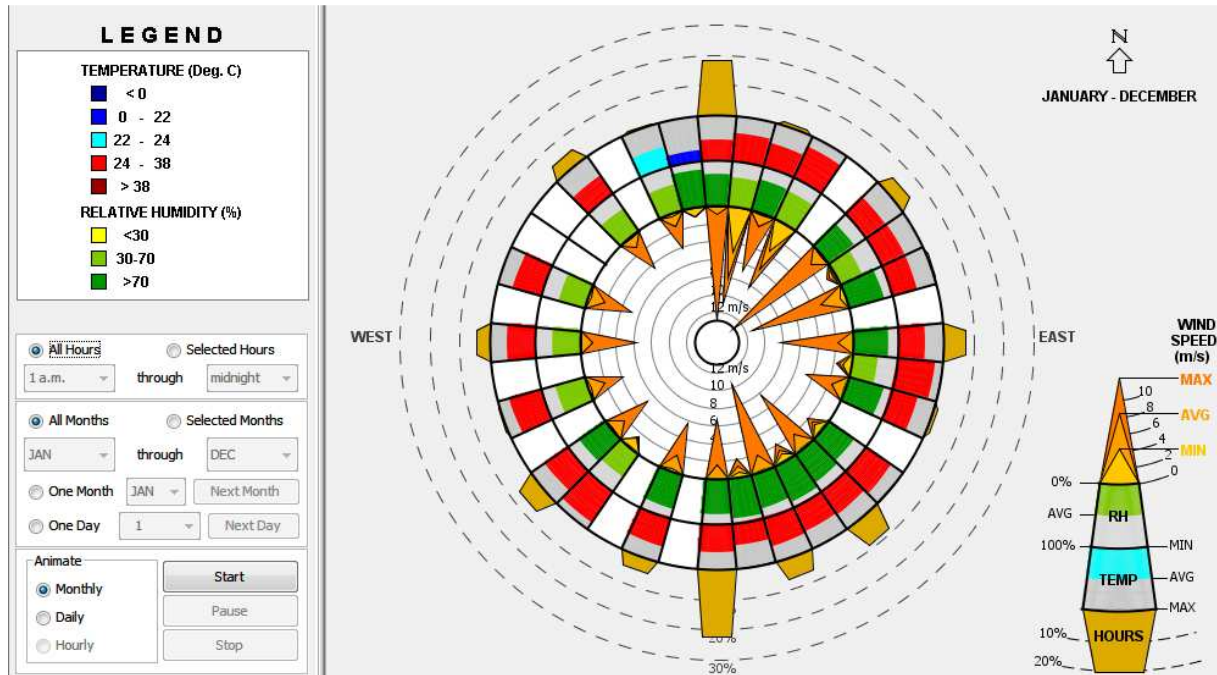 LEGEND
TEMPERATURE (Deg. C)
< 0
0 - 22
22 - 24
24 - 38
> 38
RELATIVE HUMIDITY (%)
<30
30-70
>70
All Hours Selected Hours
1 a.m. through midnight
All Months Selected Months
JAN through DEC
One Month JAN Next Month
One Day 1 Next Day
Animate
Monthly
Daily
Hourly
Start
Pause
Stop
N
JANUARY - DECEMBER
WEST
EAST
12 m/s
12 m/s
10
8
6
4
30%
WIND
SPEED
(m/s)
MAX
AVG
MIN
10
8
6
4
2
0
0%
AVG
100%
RH
TEMP
MIN
AVG
MAX
HOURS
10%
20%